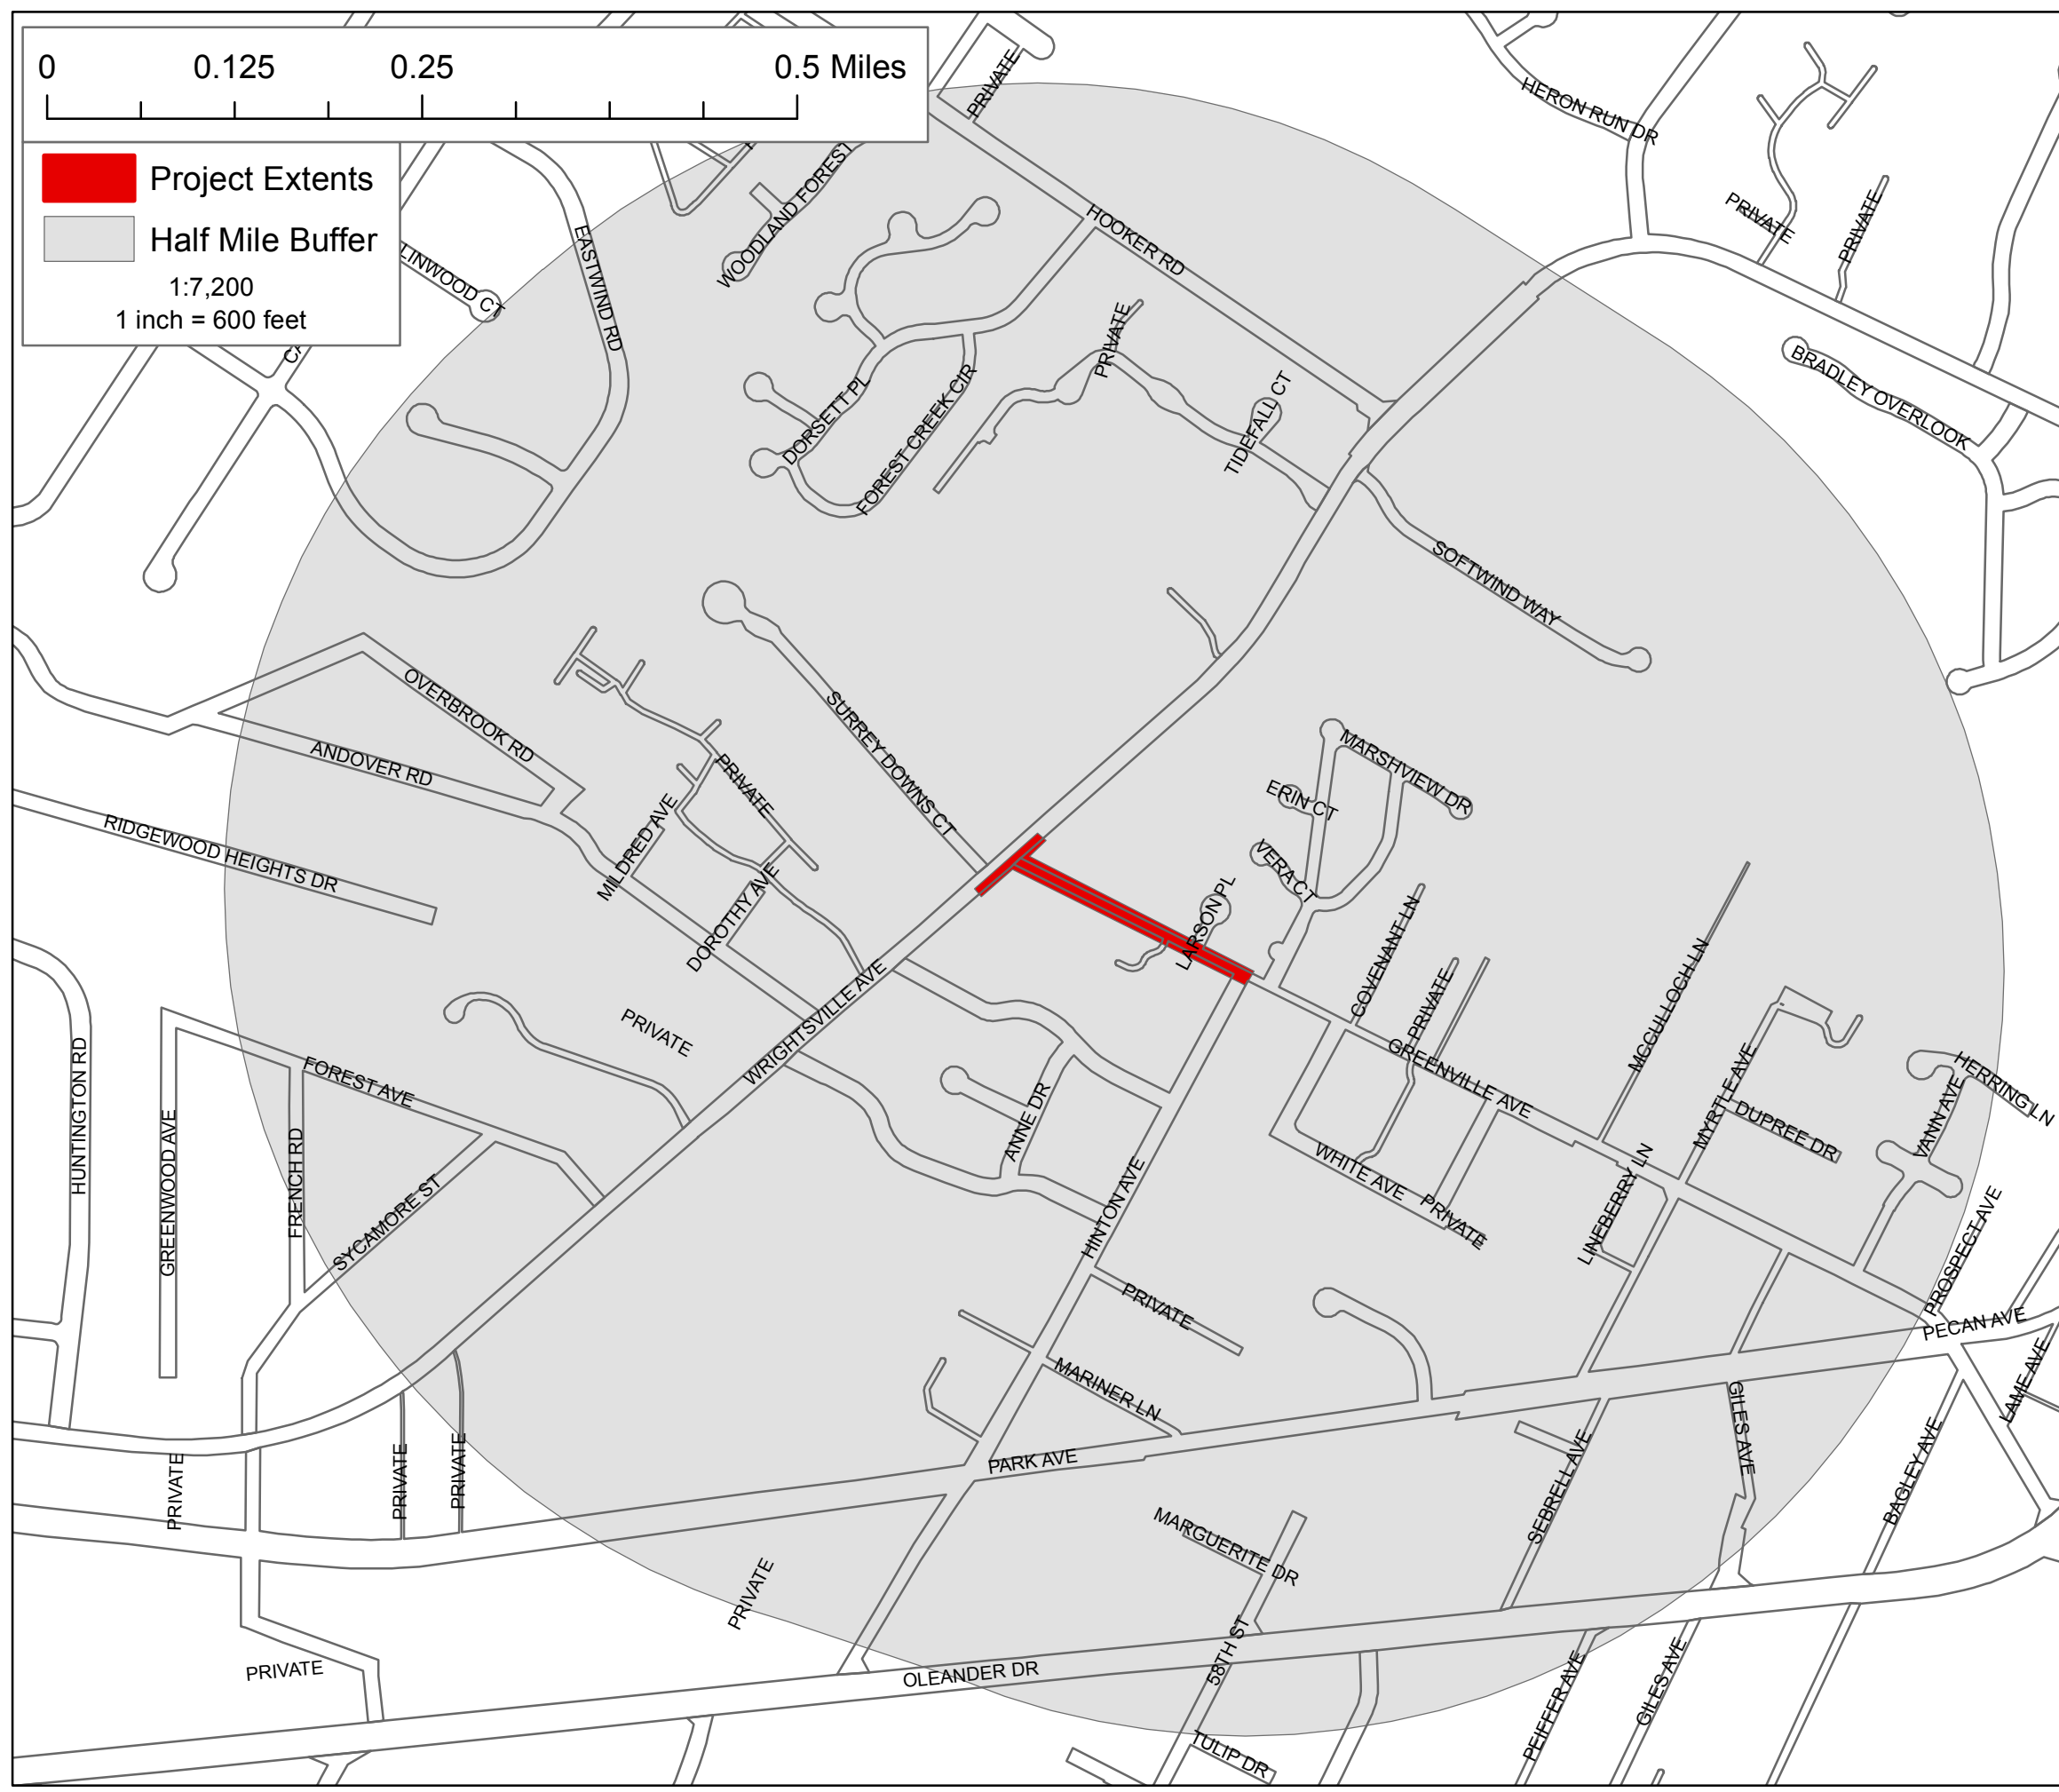 0 0.125 0.25 0.5 Miles
Project Extents
Half Mile Buffer
1:7,200
1 inch = 600 feet
PRIVATE
HERON RUN DR
WOODLAND FOREST
LINWOOD CT
EASTWIND RD
HOOKER RD
PRIVATE
PRIVATE
PRIVATE
BRADLEY OVERLOOK
DORSETT PL
FOREST CREEK CIR
TIDEFALL CT
SOFTWIND WAY
OVERBROOK RD
ANDOVER RD
SURREY DOWNS CT
PRIVATE
MARSHVIEW DR
ERIN CT
RIDGEWOOD HEIGHTS DR
MILDRED AVE
DOROTHY AVE
VERA CT
LARSON PL
COVENANT LN
PRIVATE
MCCULLOCH LN
WRIGHTSVILLE AVE
PRIVATE
GREENVILLE AVE
MYRTLE AVE
DUPREE DR
VANN AVE
HERRING LN
HUNTINGTON RD
GREENWOOD AVE
FOREST AVE
FRENCH RD
SYCAMORE ST
ANNE DR
HINTON AVE
WHITE AVE
PRIVATE
LINEBERRY LN
PROSPECT AVE
PECAN AVE
PRIVATE
MARINER LN
PARK AVE
GILES AVE
LAME AVE
BAGLEY AVE
SEBRELL AVE
PRIVATE
PRIVATE
PRIVATE
MARGUERITE DR
PRIVATE
58TH ST
PRIVATE
OLEANDER DR
PEIFFER AVE
GILES AVE
TULIP DR